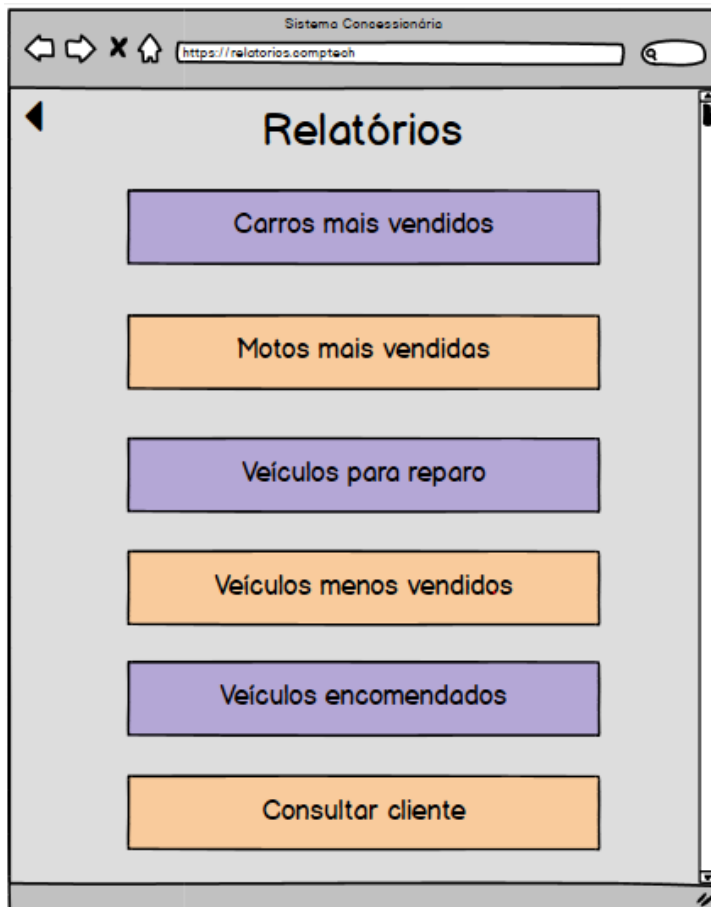 Sistema Concessionária
https://relatorios.comptech
Relatórios
Carros mais vendidos
Motos mais vendidas
Veículos para reparo
Veículos menos vendidos
Veículos encomendados
Consultar cliente